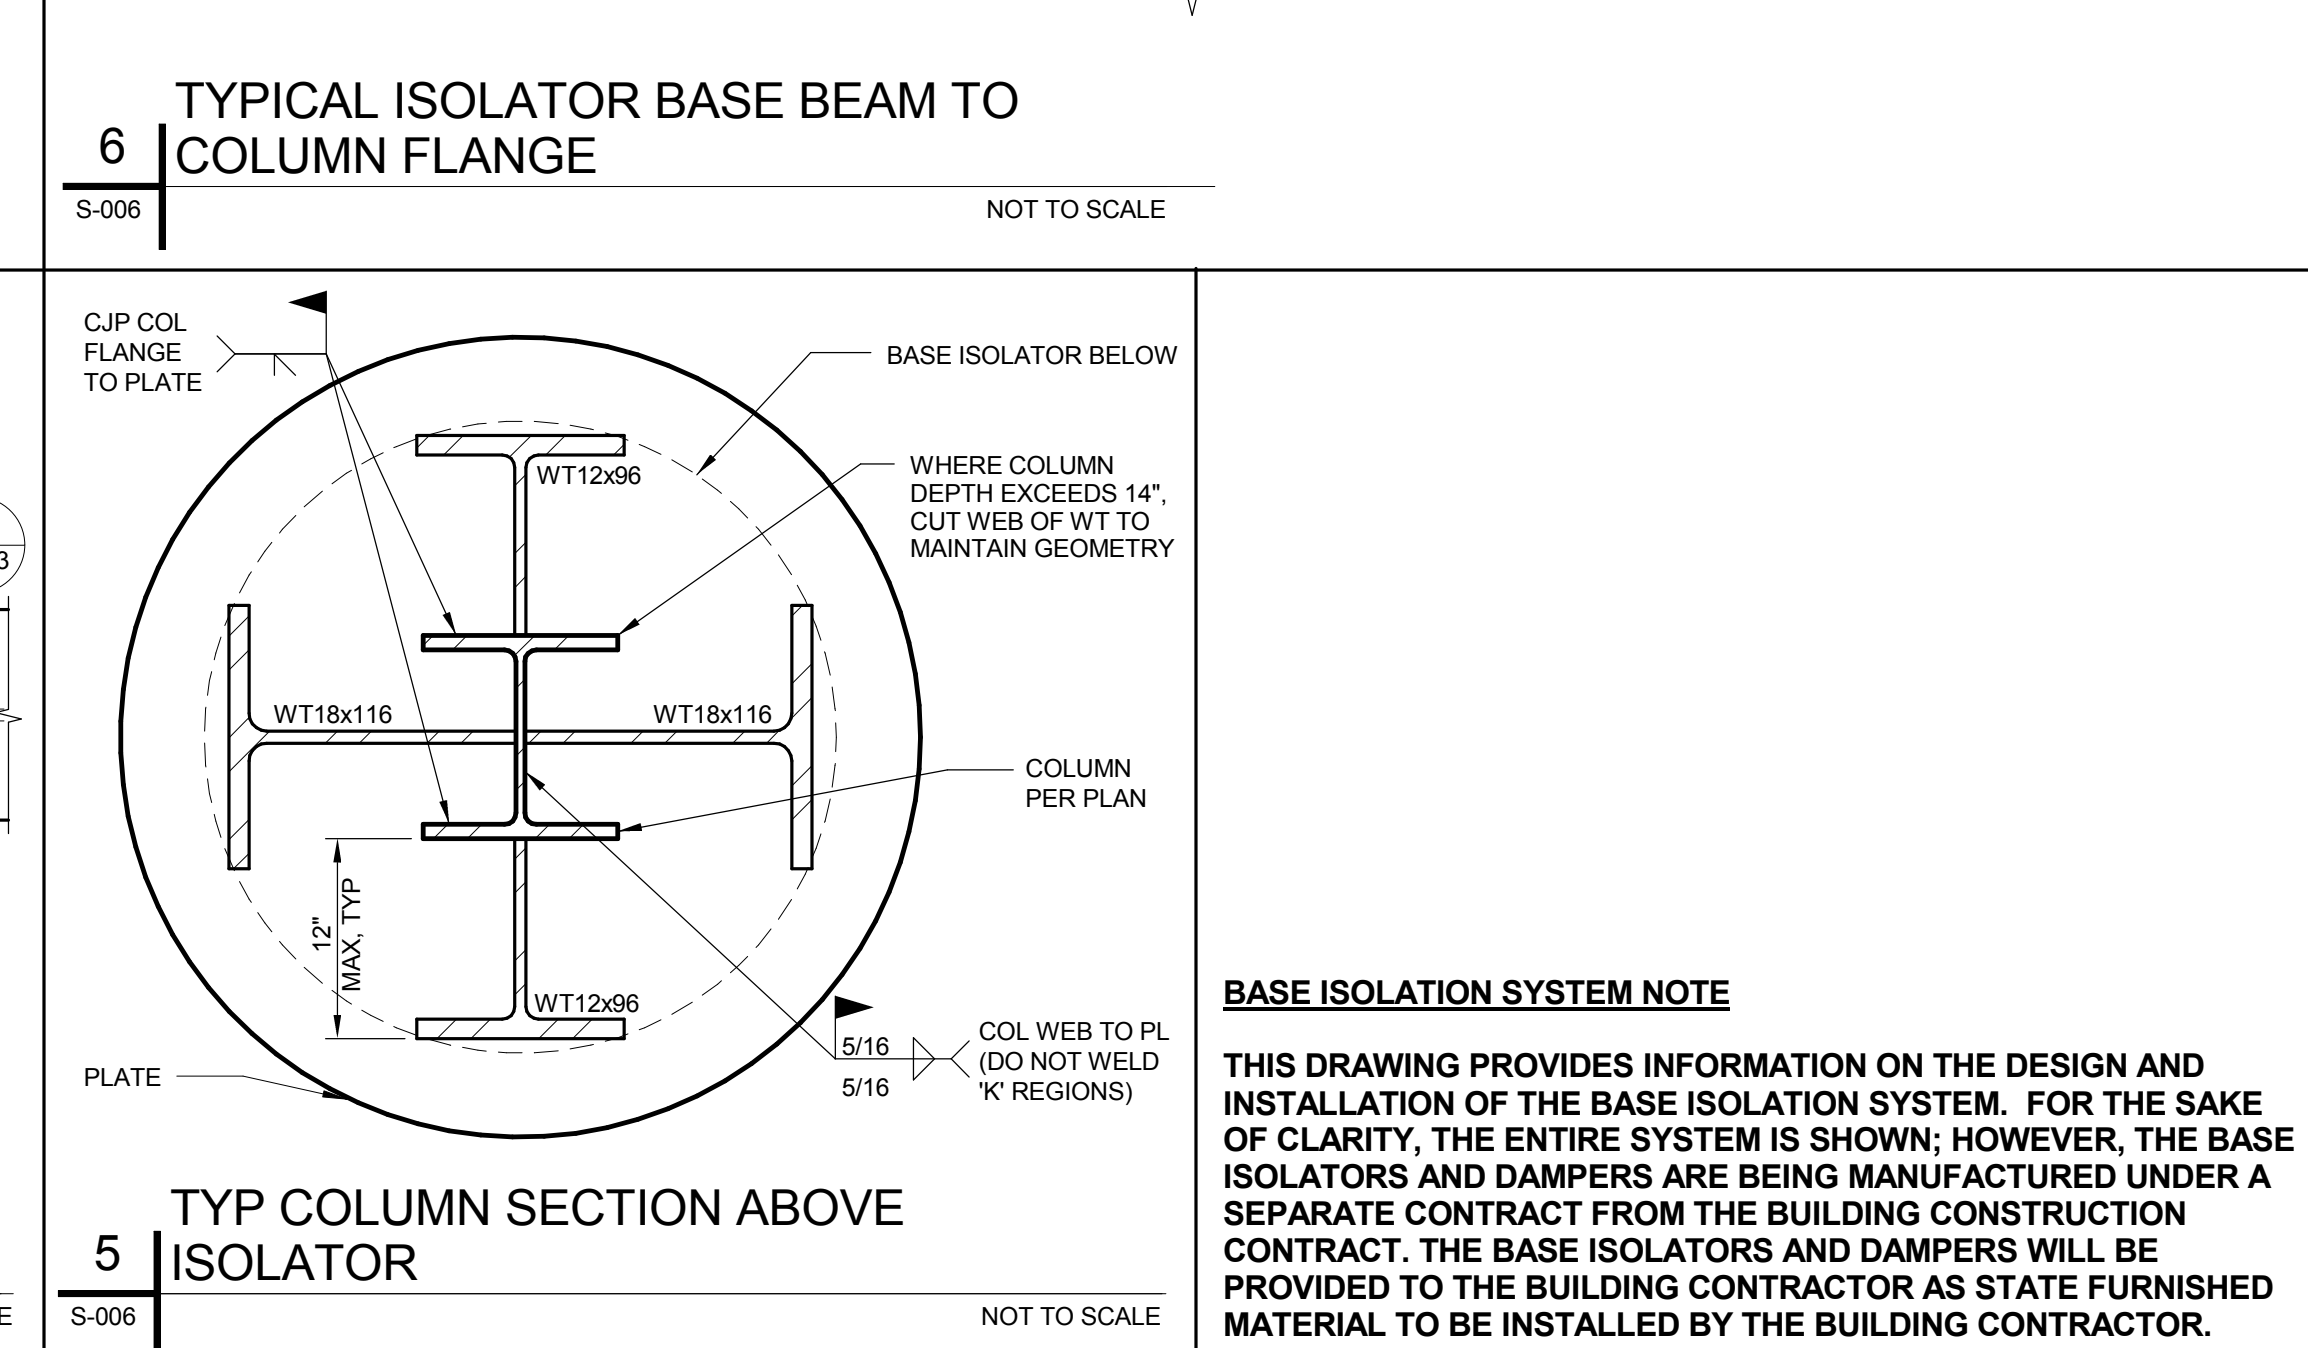 TYPICAL ISOLATOR BASE BEAM TO
COLUMN FLANGE
6
S-006
NOT TO SCALE
CJP COL
FLANGE
TO PLATE
BASE ISOLATOR BELOW
WHERE COLUMN
DEPTH EXCEEDS 14",
CUT WEB OF WT TO
MAINTAIN GEOMETRY
WT12x96
3
WT18x116
WT18x116
COLUMN
PER PLAN
12"
MAX, TYP
WT12x96
PLATE
5/16
5/16
COL WEB TO PL
(DO NOT WELD
'K' REGIONS)
TYP COLUMN SECTION ABOVE
ISOLATOR
5
S-006
NOT TO SCALE
E
BASE ISOLATION SYSTEM NOTE
THIS DRAWING PROVIDES INFORMATION ON THE DESIGN AND
INSTALLATION OF THE BASE ISOLATION SYSTEM. FOR THE SAKE
OF CLARITY, THE ENTIRE SYSTEM IS SHOWN; HOWEVER, THE BASE
ISOLATORS AND DAMPERS ARE BEING MANUFACTURED UNDER A
SEPARATE CONTRACT FROM THE BUILDING CONSTRUCTION
CONTRACT. THE BASE ISOLATORS AND DAMPERS WILL BE
PROVIDED TO THE BUILDING CONTRACTOR AS STATE FURNISHED
MATERIAL TO BE INSTALLED BY THE BUILDING CONTRACTOR.